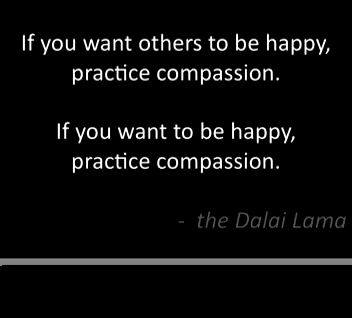 If you want others to be happy,
practice compassion.
If you want to be happy,
practice compassion.
- the Dalai Lama